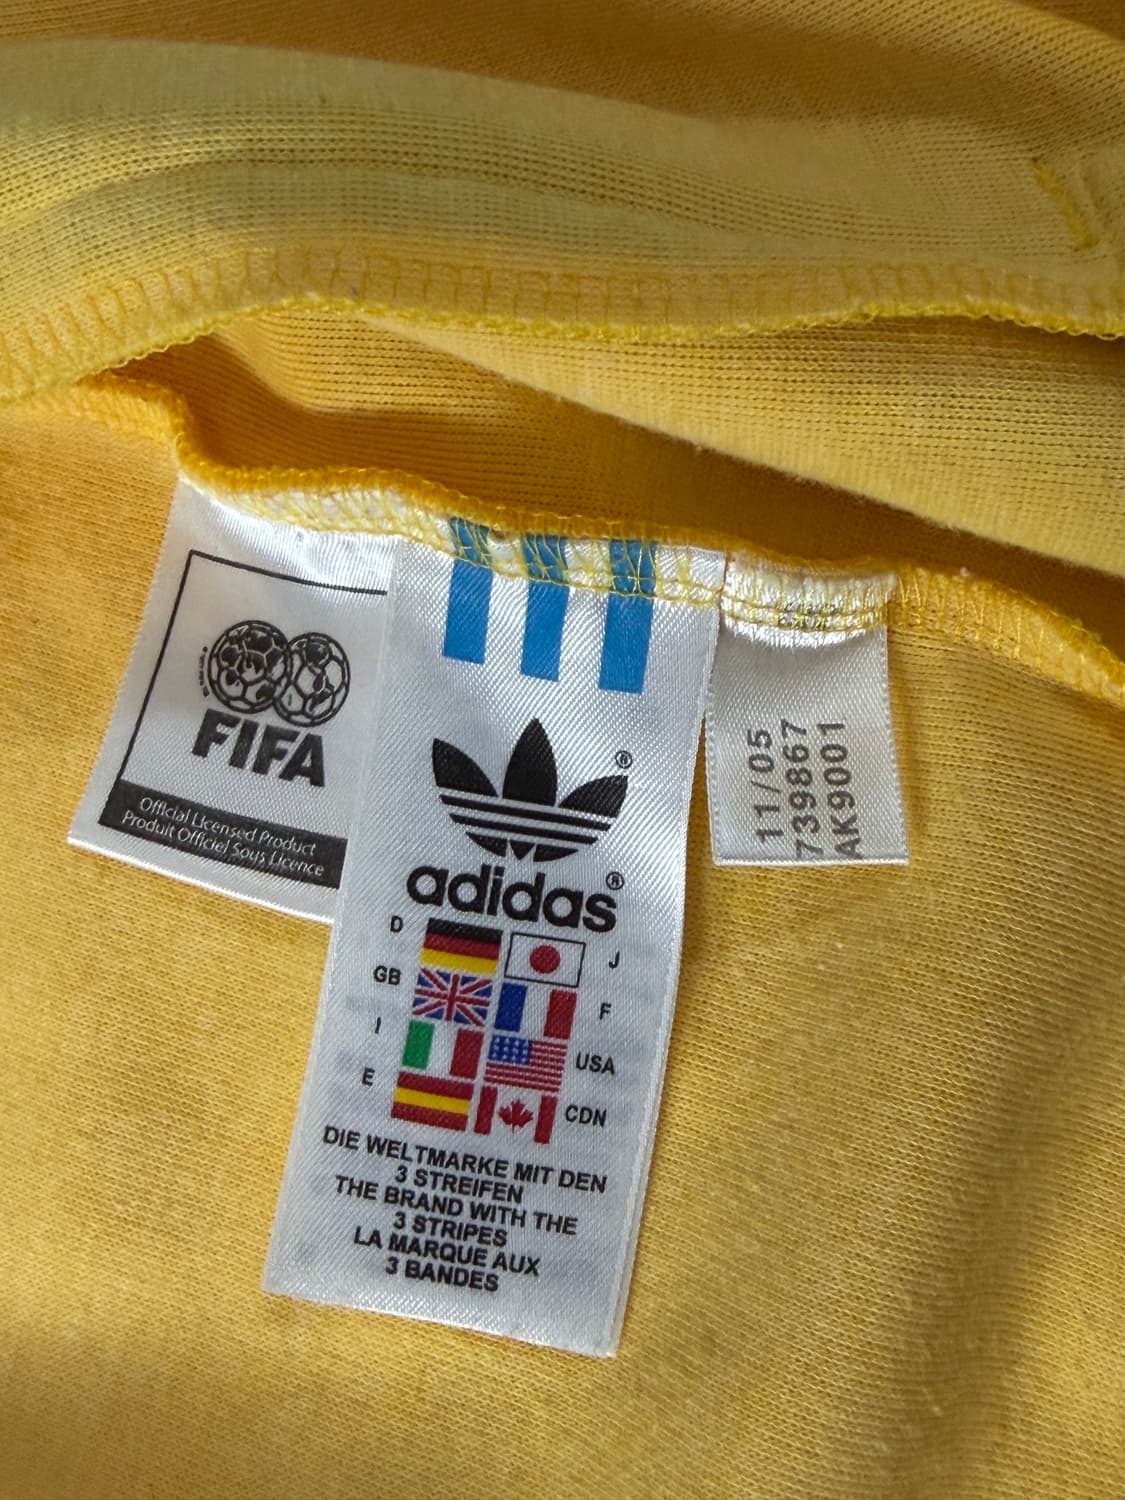 FIFA
Official Licensed Product
Produit Officiel Sous Licence
®
adidas®
D
J
GB
F
I
USA
E
CDN
DIE WELTMARKE MIT DEN
3 STREIFEN
THE BRAND WITH THE
3 STRIPES
LA MARQUE AUX
3 BANDES
11/05
739867
AK9001